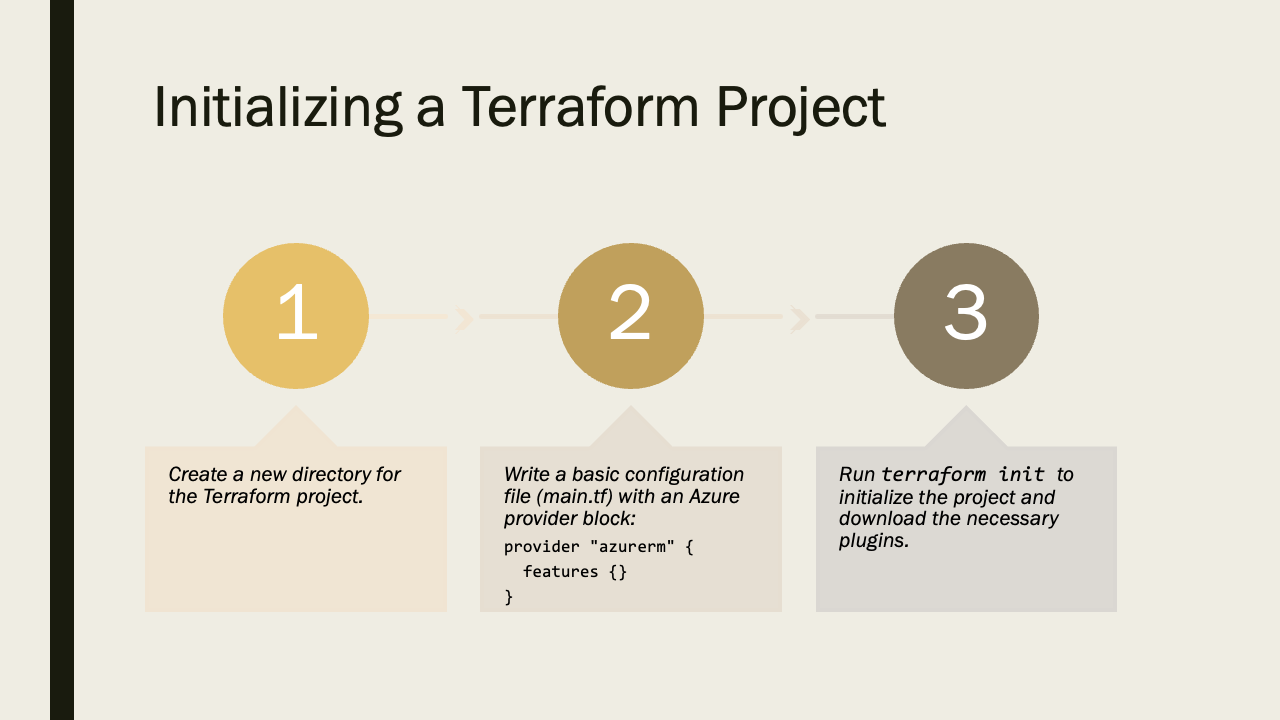 Initializing a Terraform Project
1
2
3
Create a new directory for
the Terraform project.
Write a basic configuration
file (main.tf) with an Azure
provider block:
provider "azurerm" {
  features {}
}
Run terraform init to
initialize the project and
download the necessary
plugins.